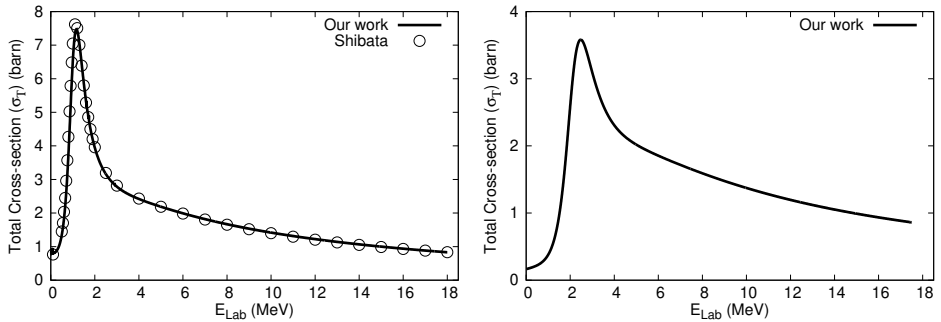 8
7
6
5
4
3
2
1
0
Total Cross-section (σT) (barn)
Our work
Shibata
0 2 4 6 8 10 12 14 16 18
ELab (MeV)
4
3
2
1
0
Total Cross-section (σT) (barn)
Our work
0 2 4 6 8 10 12 14 16 18
ELab (MeV)